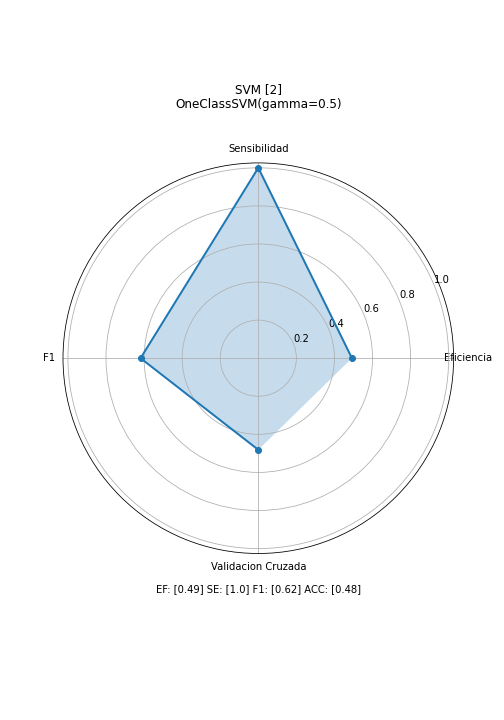 SVM [2]
OneClassSVM(gamma=0.5)
Sensibilidad
1.0
0.8
0.6
0.4
0.2
F1
Eficiencia
Validacion Cruzada
EF: [0.49] SE: [1.0] F1: [0.62] ACC: [0.48]